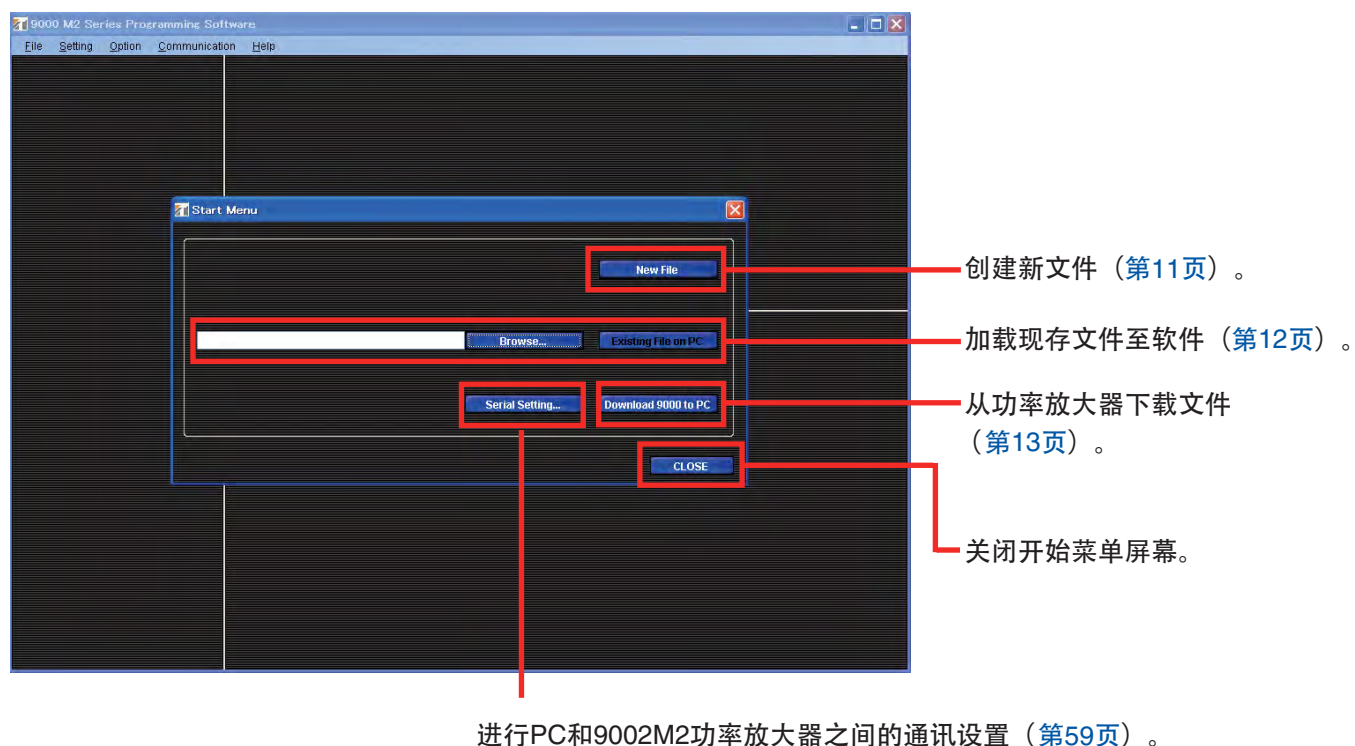 9000 M2 Series Programming Software
File Setting Option Communication Help
Start Menu
New File
创建新文件（第11页）。
Browse... Existing File on PC
加载现存文件至软件（第12页）。
Serial Setting... Download 9000 to PC
从功率放大器下载文件
（第13页）。
CLOSE
关闭开始菜单屏幕。
进行PC和9002M2功率放大器之间的通讯设置（第59页）。